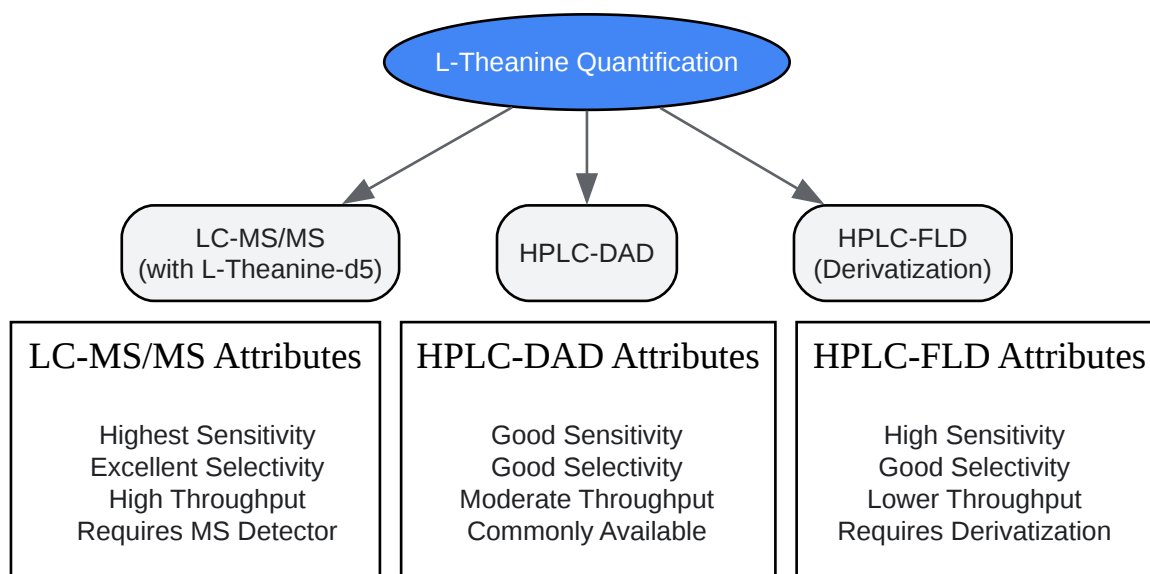 L-Theanine Quantification
LC-MS/MS
(with L-Theanine-d5)
HPLC-DAD
HPLC-FLD
(Derivatization)
LC-MS/MS Attributes
Highest Sensitivity
Excellent Selectivity
High Throughput
Requires MS Detector
HPLC-DAD Attributes
Good Sensitivity
Good Selectivity
Moderate Throughput
Commonly Available
HPLC-FLD Attributes
High Sensitivity
Good Selectivity
Lower Throughput
Requires Derivatization